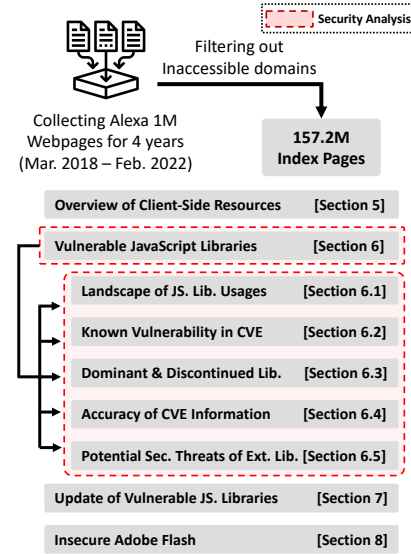 Security Analysis
Filtering out
Inaccessible domains
Collecting Alexa 1M
Webpages for 4 years
(Mar. 2018 – Feb. 2022)
157.2M
Index Pages
Overview of Client-Side Resources [Section 5]
Vulnerable JavaScript Libraries [Section 6]
Landscape of JS. Lib. Usages [Section 6.1]
Known Vulnerability in CVE [Section 6.2]
Dominant & Discontinued Lib. [Section 6.3]
Accuracy of CVE Information [Section 6.4]
Potential Sec. Threats of Ext. Lib. [Section 6.5]
Update of Vulnerable JS. Libraries [Section 7]
Insecure Adobe Flash [Section 8]